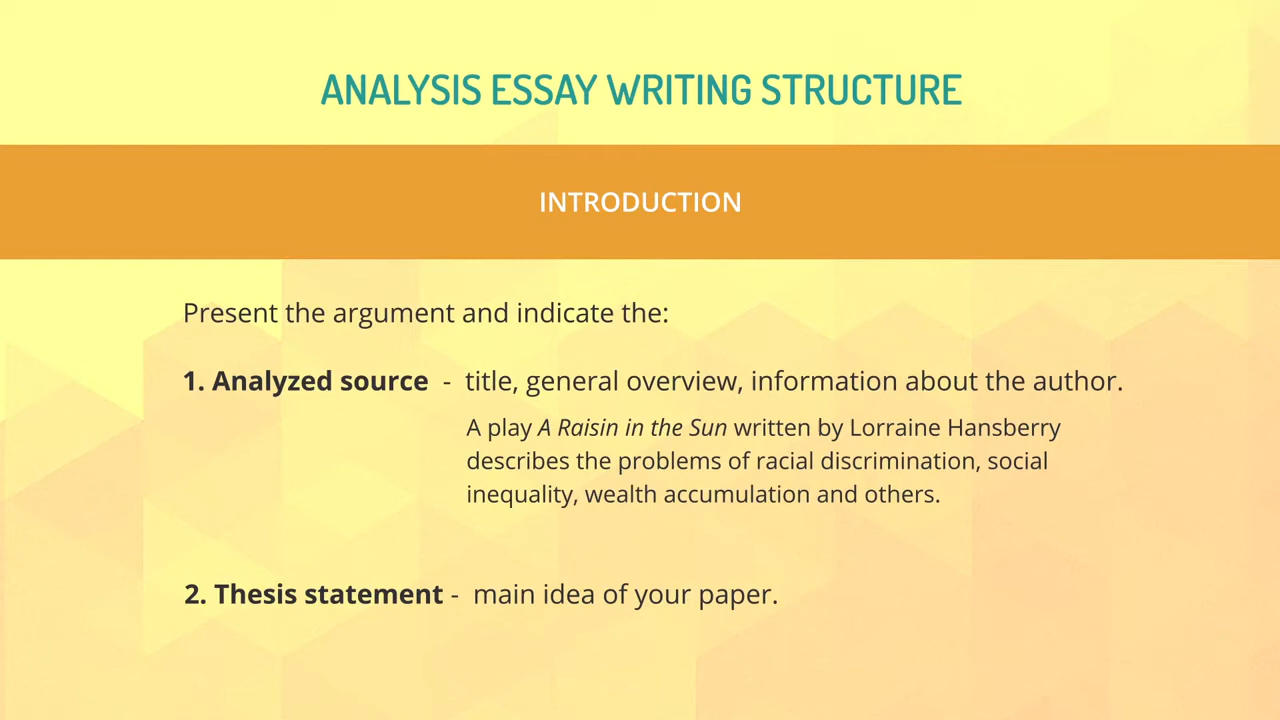 ANALYSIS ESSAY WRITING STRUCTURE
INTRODUCTION
Present the argument and indicate the:
1. Analyzed source - title, general overview, information about the author.
A play A Raisin in the Sun written by Lorraine Hansberry
describes the problems of racial discrimination, social
inequality, wealth accumulation and others.
2. Thesis statement - main idea of your paper.